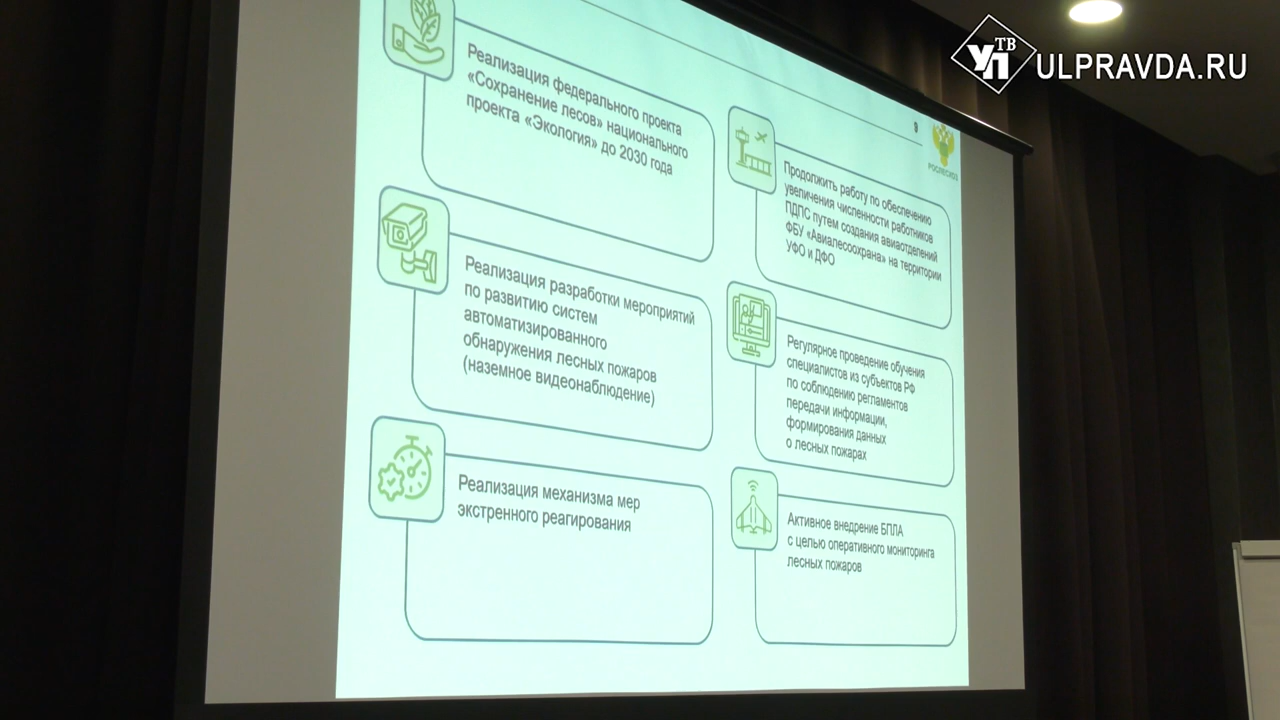 УП ТВ
ULPRAVDA.RU
9
РОСЛЕСХОЗ
Реализация федерального проекта
«Сохранение лесов» национального
проекта «Экология» до 2030 года
Реализация разработки мероприятий
по развитию систем
автоматизированного
обнаружения лесных пожаров
(наземное видеонаблюдение)
Реализация механизма мер
экстренного реагирования
Продолжить работу по обеспечению
увеличения численности работников
ПДПС путем создания авиаотделений
ФБУ «Авиалесоохрана» на территории
УФО и ДФО
Регулярное проведение обучения
специалистов из субъектов РФ
по соблюдению регламентов
передачи информации,
формирования данных
о лесных пожарах
Активное внедрение БПЛА
с целью оперативного мониторинга
лесных пожаров